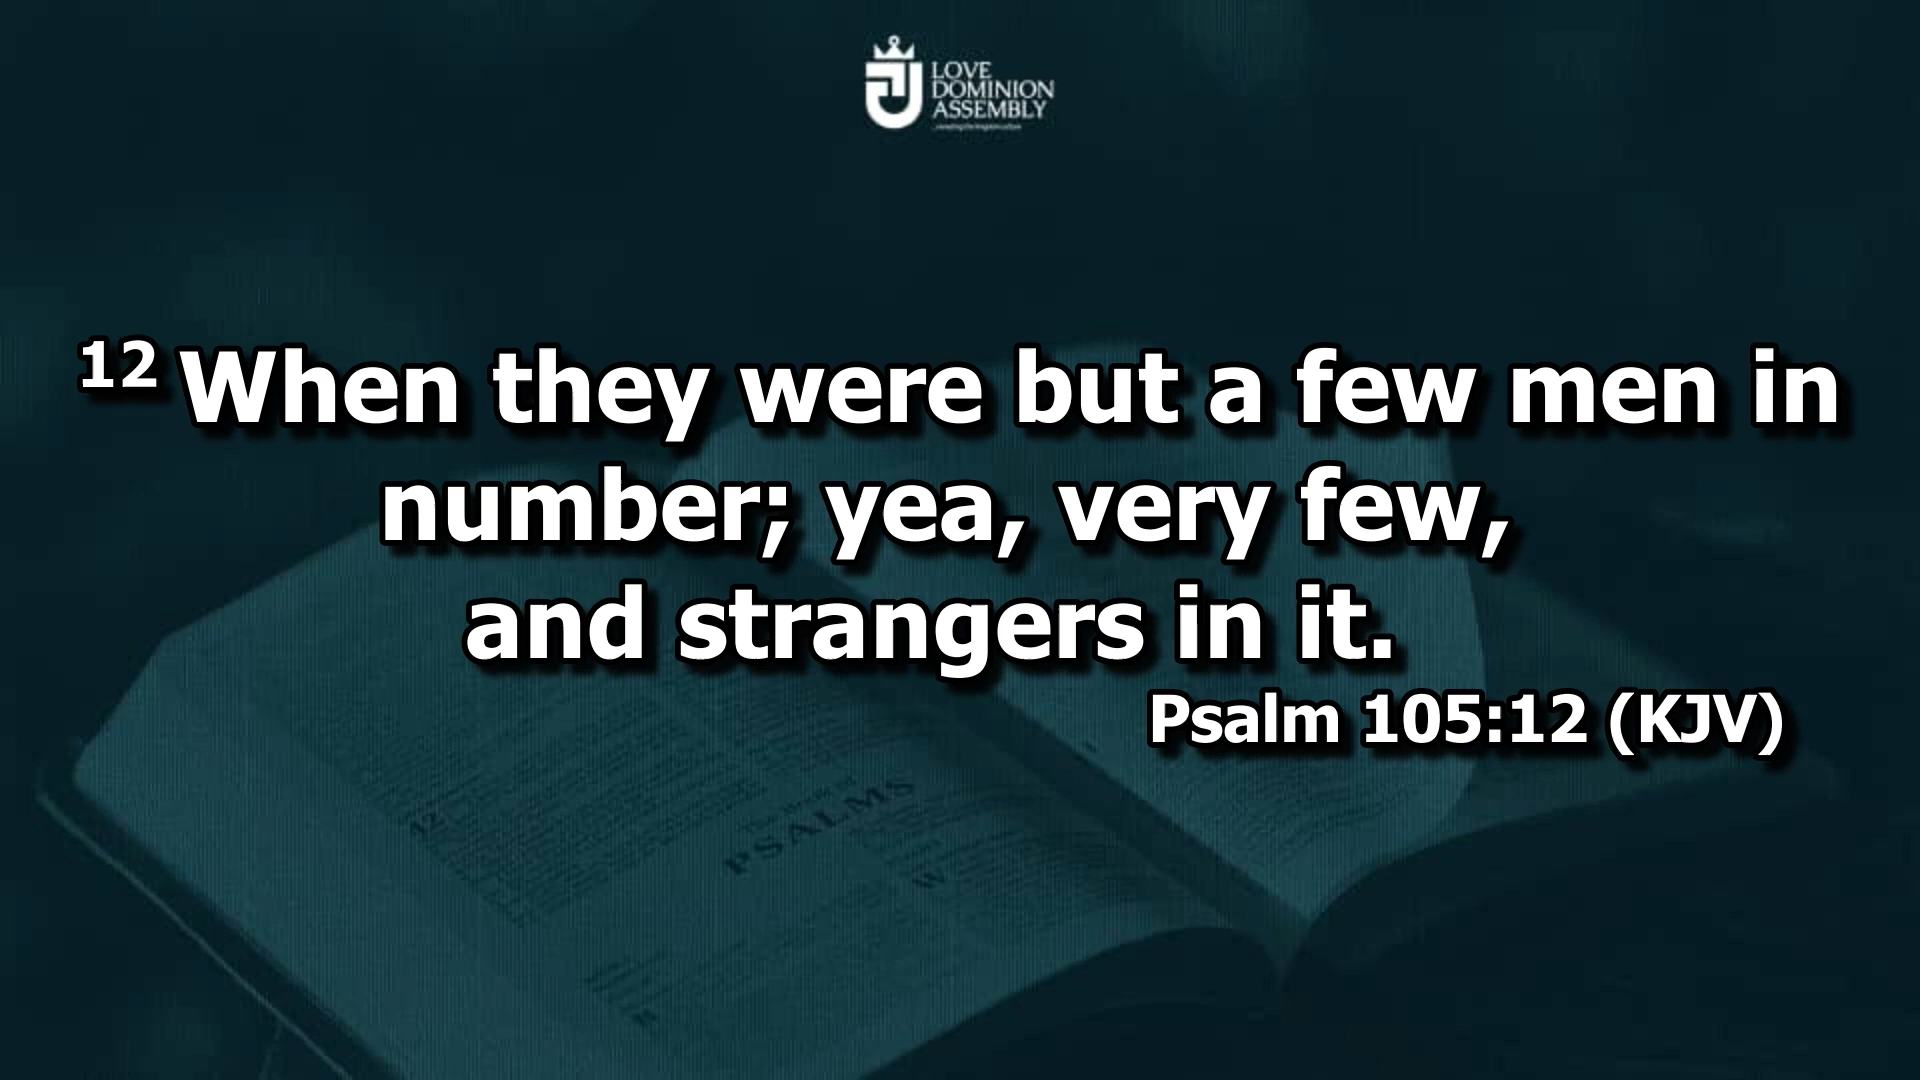 LOVE
DOMINION
ASSEMBLY
12 When they were but a few men in
number; yea, very few,
and strangers in it.
Psalm 105:12 (KJV)
PSALMS